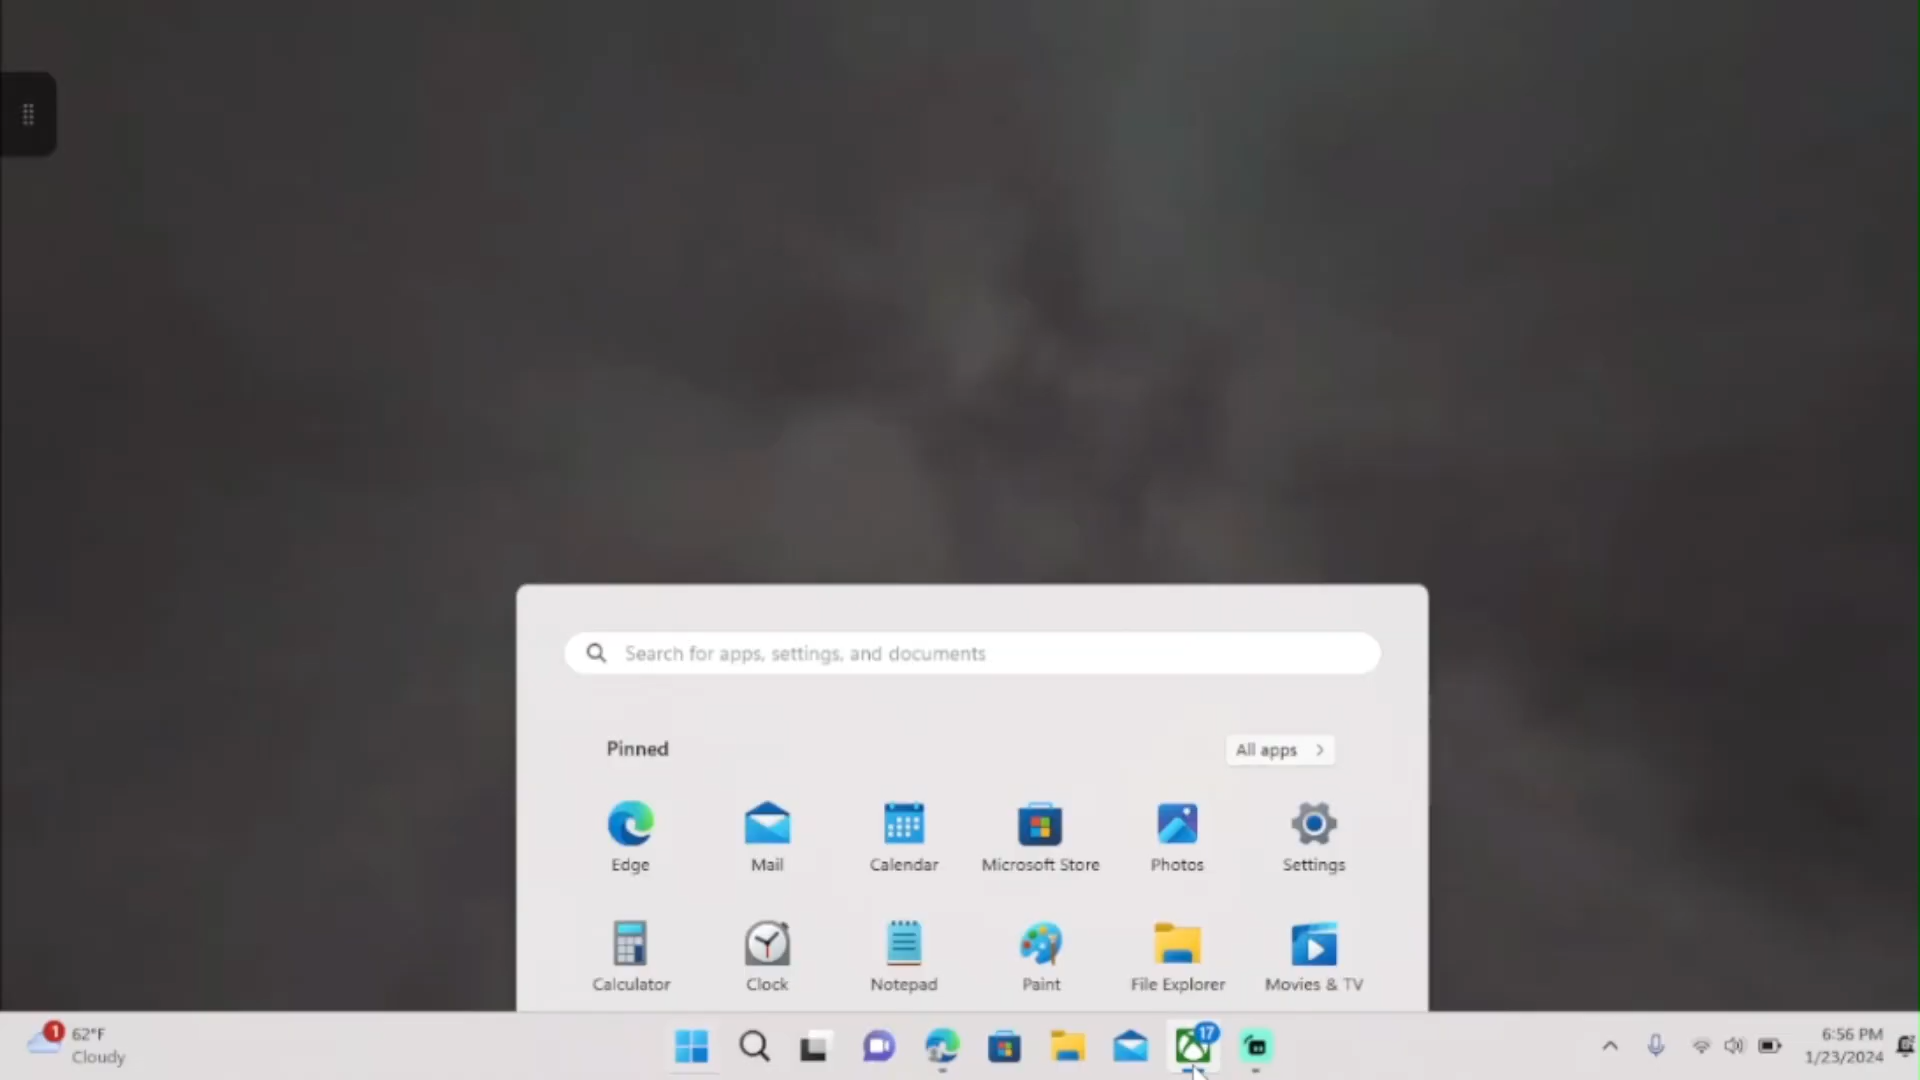 Search for apps, settings, and documents
Pinned
All apps
Edge
Mail
Calendar
Microsoft Store
Photos
Settings
Calculator
Clock
Notepad
Paint
File Explorer
Movies & TV
1
62°F
Cloudy
17
6:56 PM
1/23/2024